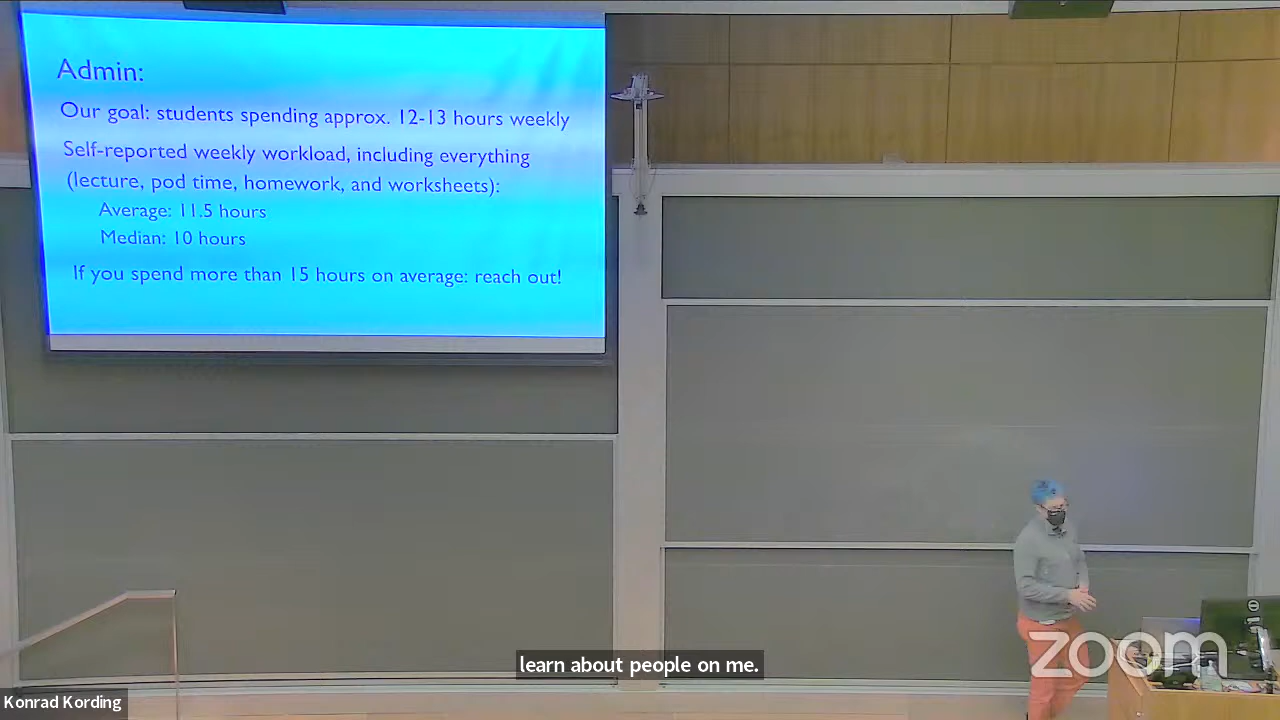 Admin:
Our goal: students spending approx. 12-13 hours weekly
Self-reported weekly workload, including everything
(lecture, pod time, homework, and worksheets):
Average: 11.5 hours
Median: 10 hours
If you spend more than 15 hours on average: reach out!
learn about people on me.
zoom
Konrad Kording